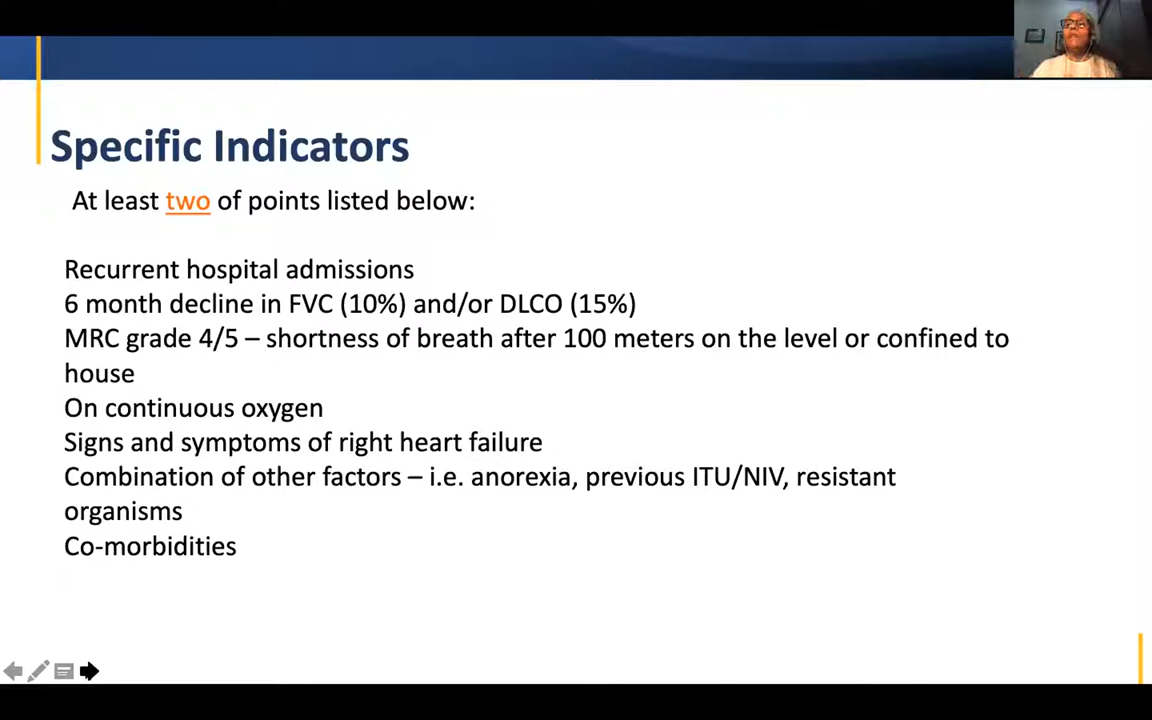 Specific Indicators
At least two of points listed below:
Recurrent hospital admissions
6 month decline in FVC (10%) and/or DLCO (15%)
MRC grade 4/5 – shortness of breath after 100 meters on the level or confined to
house
On continuous oxygen
Signs and symptoms of right heart failure
Combination of other factors – i.e. anorexia, previous ITU/NIV, resistant
organisms
Co-morbidities